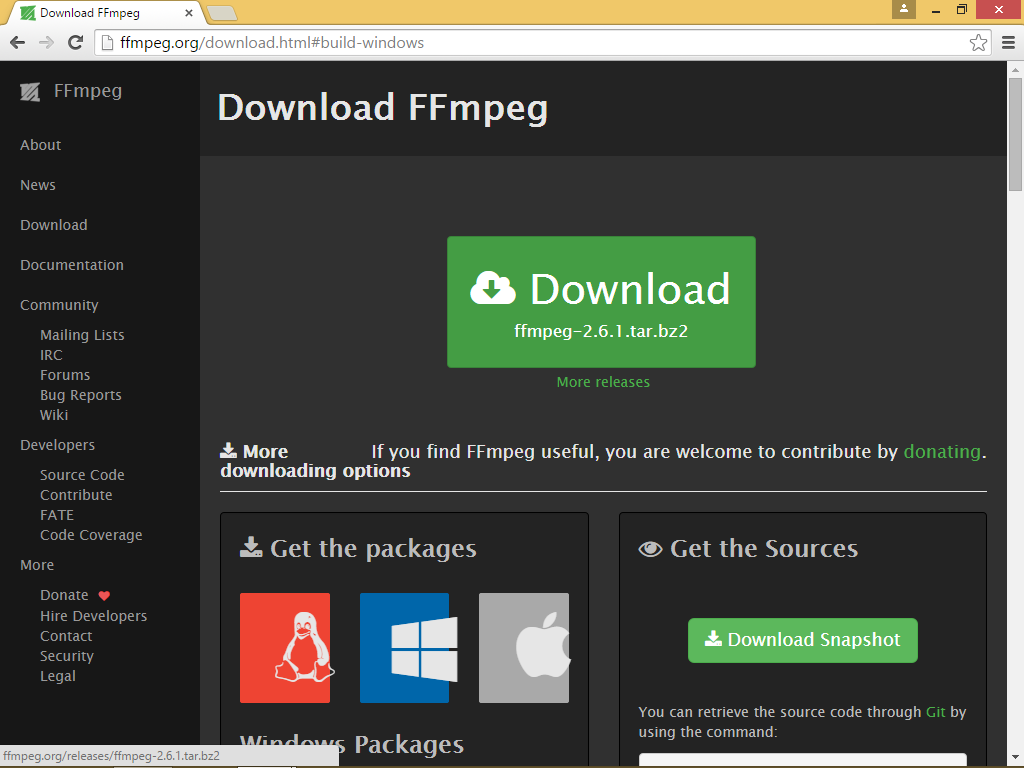 Download FFmpeg
ffmpeg.org/download.html#build-windows
FFmpeg
About
News
Download
Documentation
Community
Mailing Lists
IRC
Forums
Bug Reports
Wiki
Developers
Source Code
Contribute
FATE
Code Coverage
More
Donate
Hire Developers
Contact
Security
Legal
Download FFmpeg
Download
ffmpeg-2.6.1.tar.bz2
More releases
More downloading options
If you find FFmpeg useful, you are welcome to contribute by donating.
Get the packages
Windows Packages
Get the Sources
Download Snapshot
You can retrieve the source code through Git by
using the command:
ffmpeg.org/releases/ffmpeg-2.6.1.tar.bz2